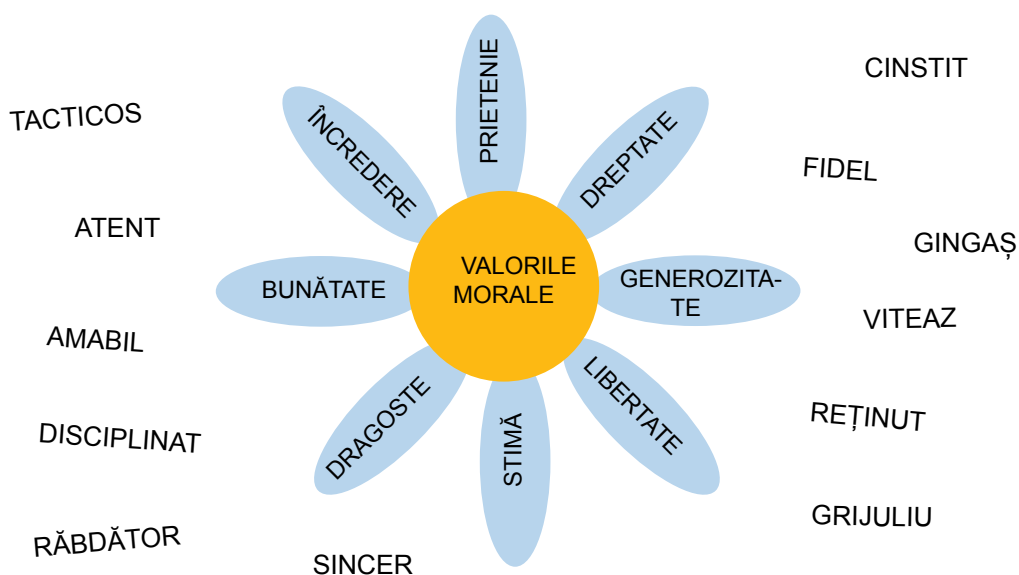 PRIETENIE
CINSTIT
TACTICOS
ÎNCREDERE
DREPTATE
FIDEL
ATENT
GINGAȘ
BUNĂTATE
VALORILE
MORALE
GENEROZITA-
TE
VITEAZ
AMABIL
DRAGOSTE
STIMĂ
LIBERTATE
REȚINUT
DISCIPLINAT
GRIJULIU
RĂBDĂTOR
SINCER